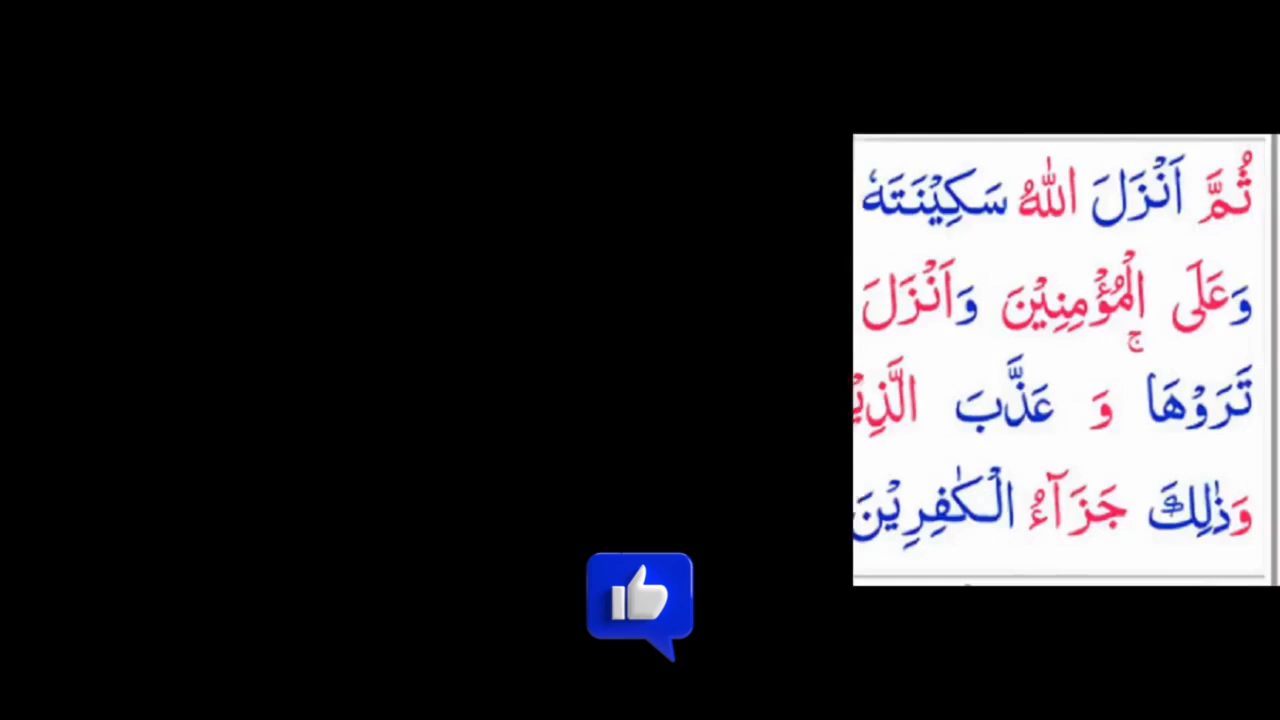 ثُمَّ اَنْزَلَ اللّٰهُ سَكِيْنَتَهٗ
وَعَلَى الْمُؤْمِنِيْنَ وَاَنْزَلَ
تَرَوْهَا ۚ وَ عَذَّبَ
وَذٰلِكَ جَزَآءُ الْكٰفِرِيْنَ